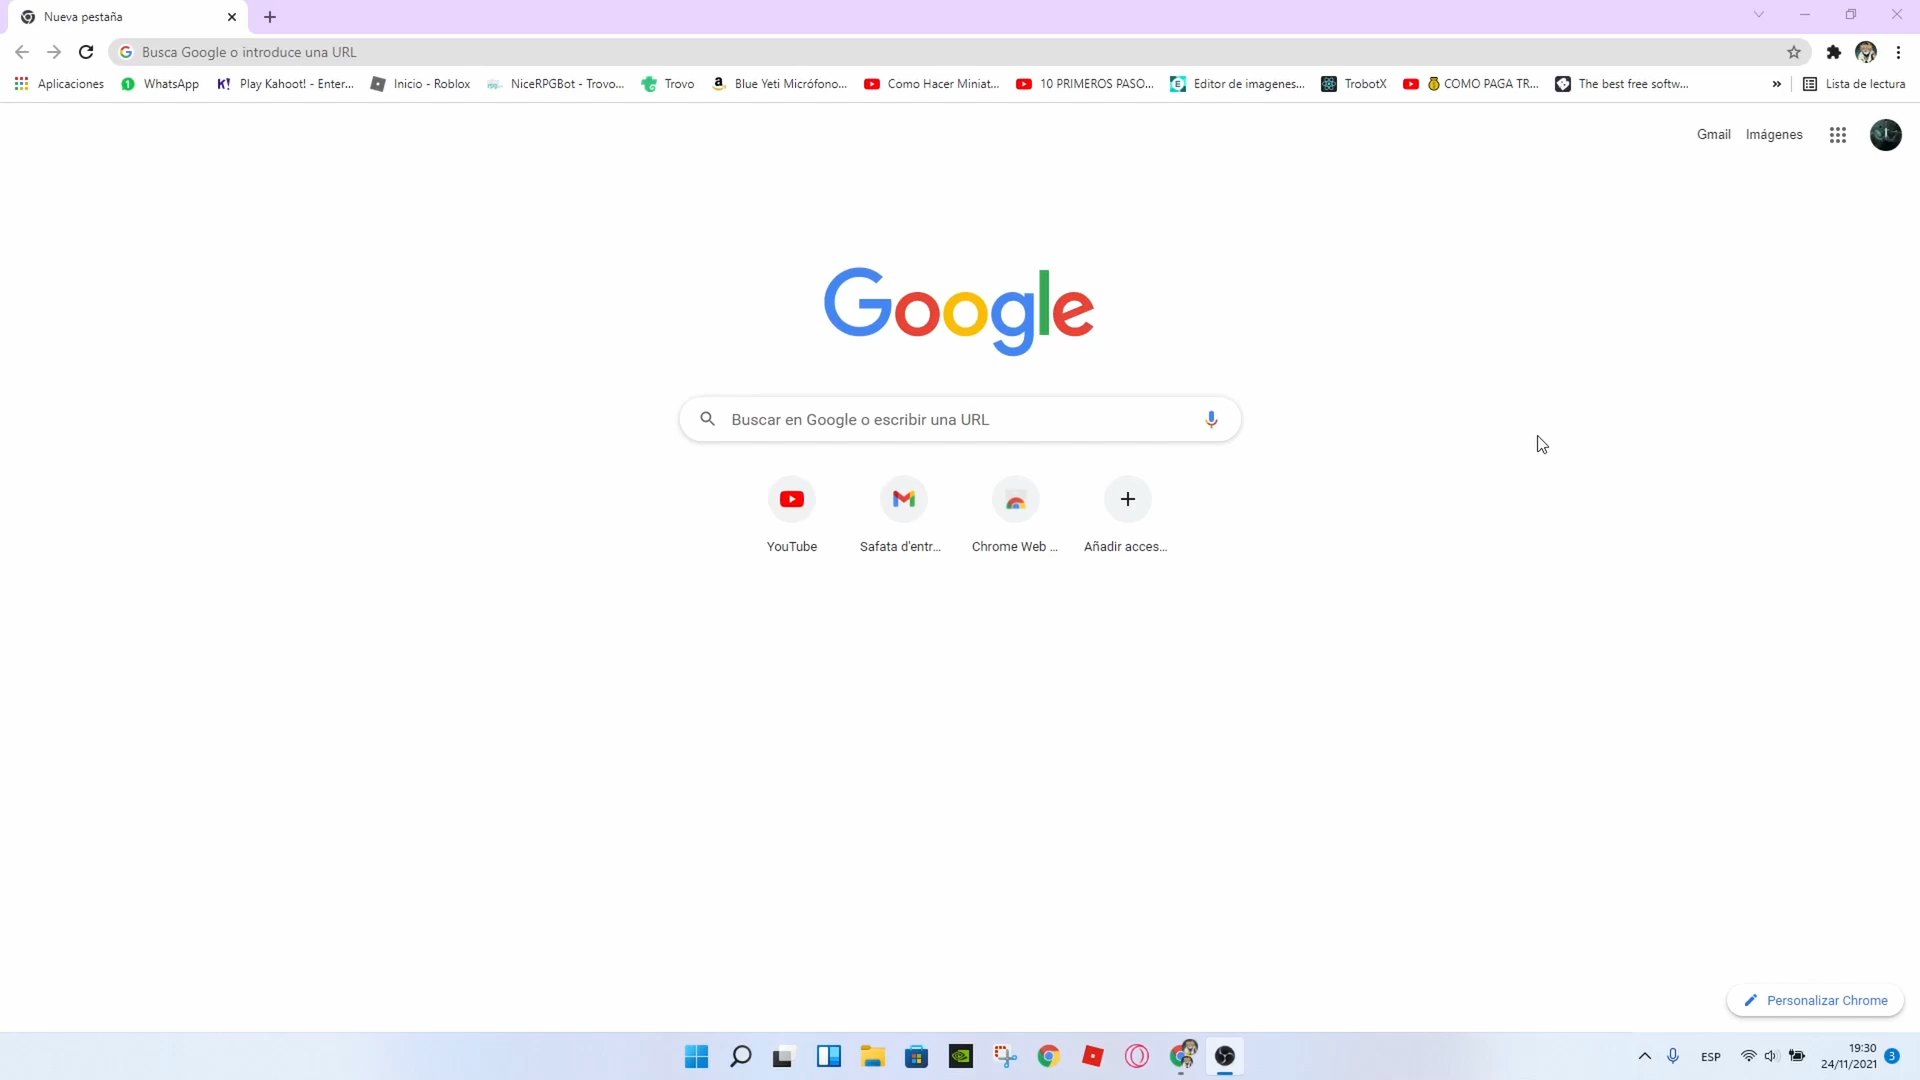 Nueva pestaña
Busca Google o introduce una URL
Aplicaciones
WhatsApp
Play Kahoot! - Enter...
Inicio - Roblox
NiceRPGBot - Trovo...
Trovo
Blue Yeti Micrófono...
Como Hacer Miniat...
10 PRIMEROS PASO...
Editor de imagenes...
TrobotX
COMO PAGA TR...
The best free softw...
»
Lista de lectura
Gmail
Imágenes
Google
Buscar en Google o escribir una URL
YouTube
Safata d'entr...
Chrome Web ...
Añadir acces...
Personalizar Chrome
ESP
19:30
24/11/2021
3